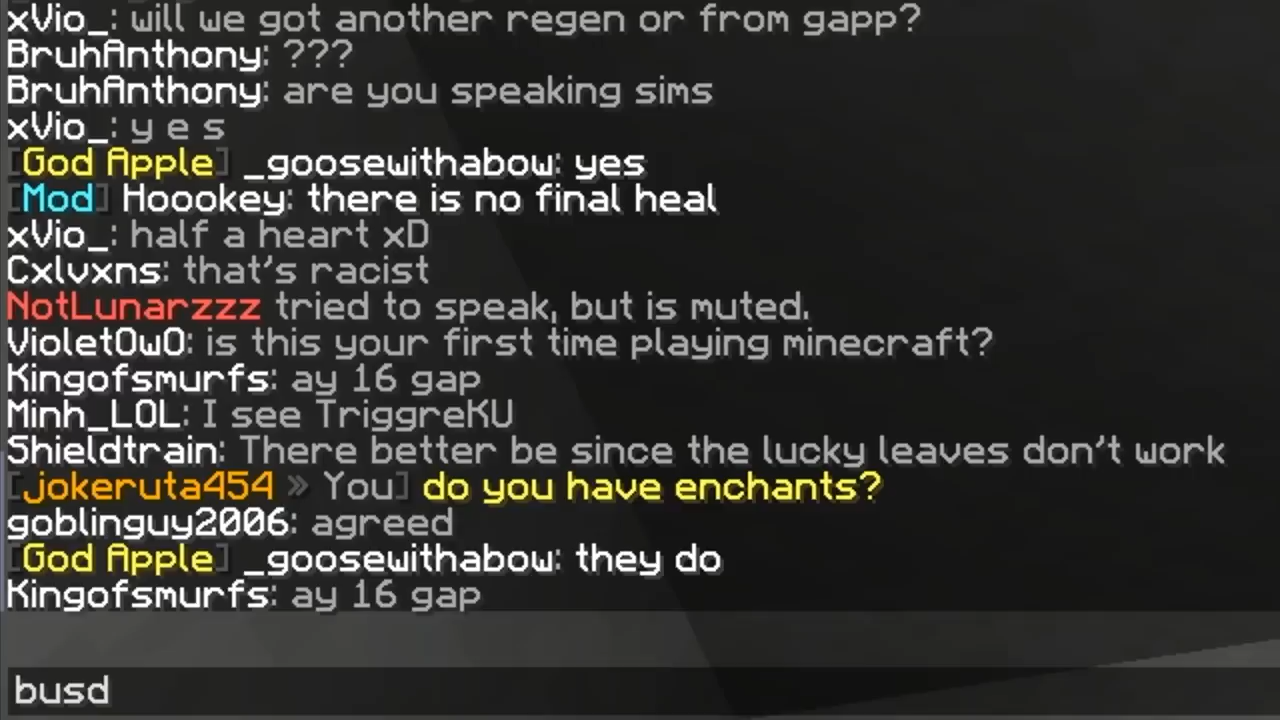 xVio_: will we got another regen or from gapp?
BruhAnthony: ???
BruhAnthony: are you speaking sims
xVio_: y e s
[God Apple] _goosewithabow: yes
[Mod] Hoookey: there is no final heal
xVio_: half a heart xD
Cxlvxns: that's racist
NotLunarzzz tried to speak, but is muted.
VioletOwO: is this your first time playing minecraft?
Kingofsmurfs: ay 16 gap
Minh_LOL: I see TriggreKU
Shieldtrain: There better be since the lucky leaves don't work
[jokeruta454 » You] do you have enchants?
goblinguy2006: agreed
[God Apple] _goosewithabow: they do
Kingofsmurfs: ay 16 gap
busd